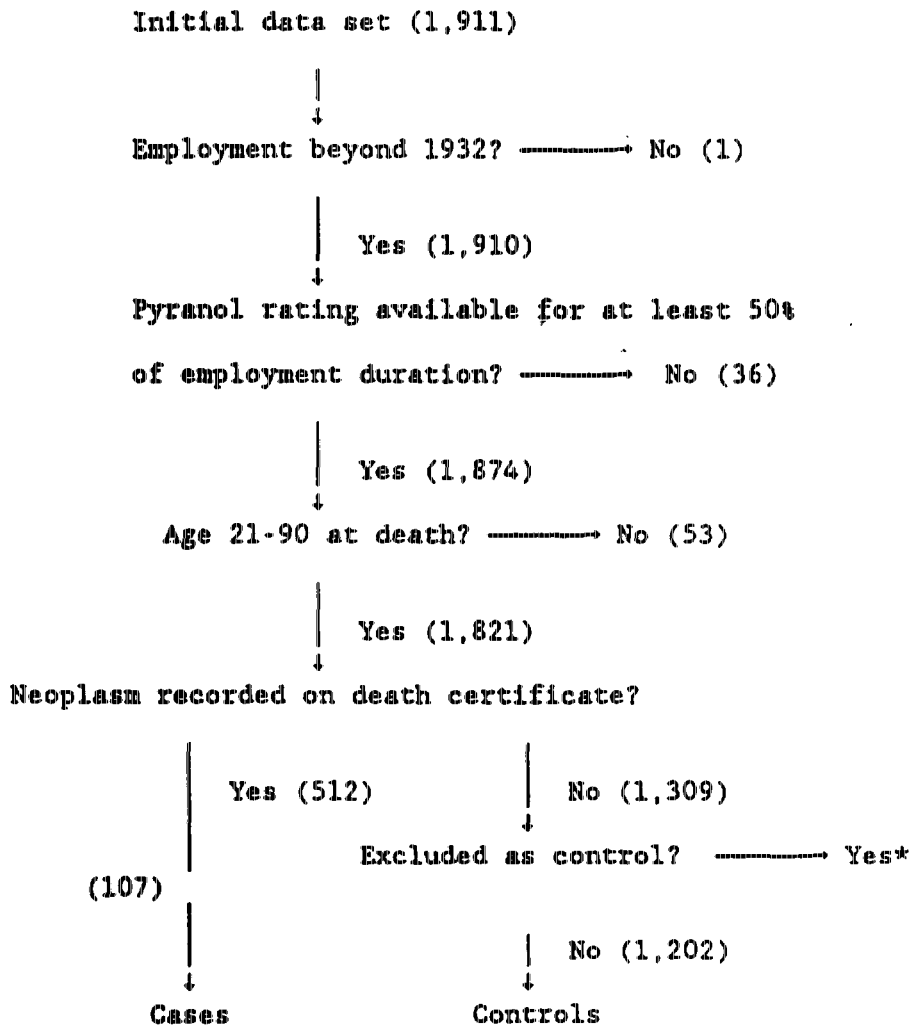 Initial data set (1,911)
Employment beyond 1932? No (1)
Yes (1,910)
Pyranol rating available for at least 50%
of employment duration? No (36)
Yes (1,874)
Age 21-90 at death? No (53)
Yes (1,821)
Neoplasm recorded on death certificate?
Yes (512) No (1,309)
Excluded as control? Yes*
(107)
No (1,202)
Cases Controls